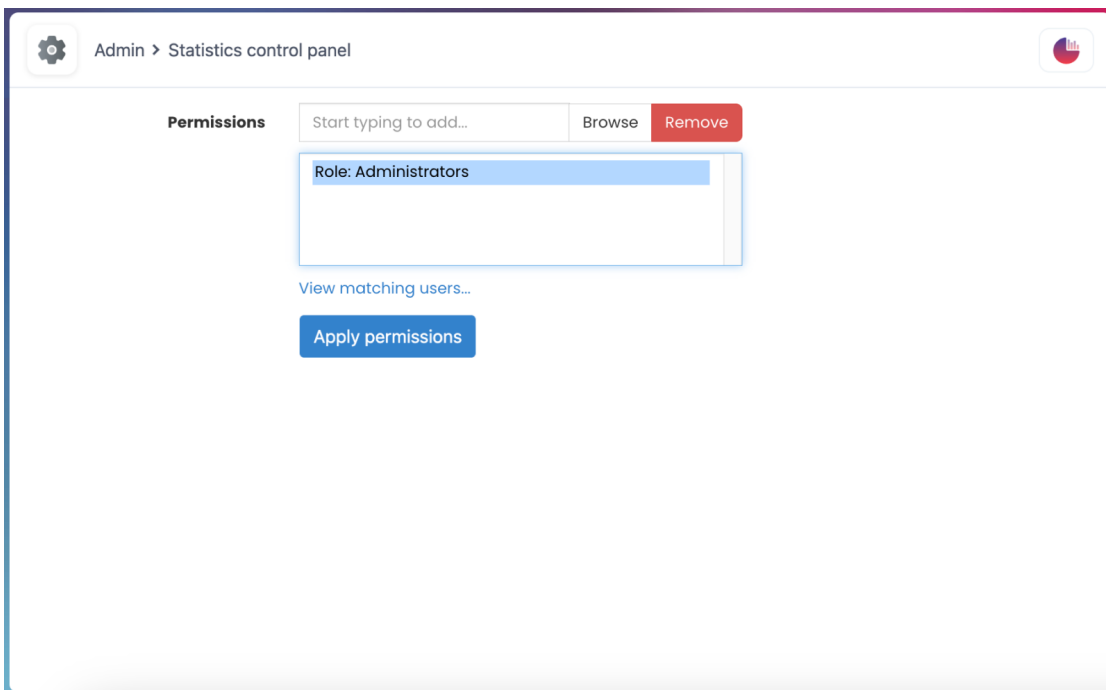 Admin > Statistics control panel
Permissions Start typing to add... Browse Remove
Role: Administrators
View matching users...
Apply permissions